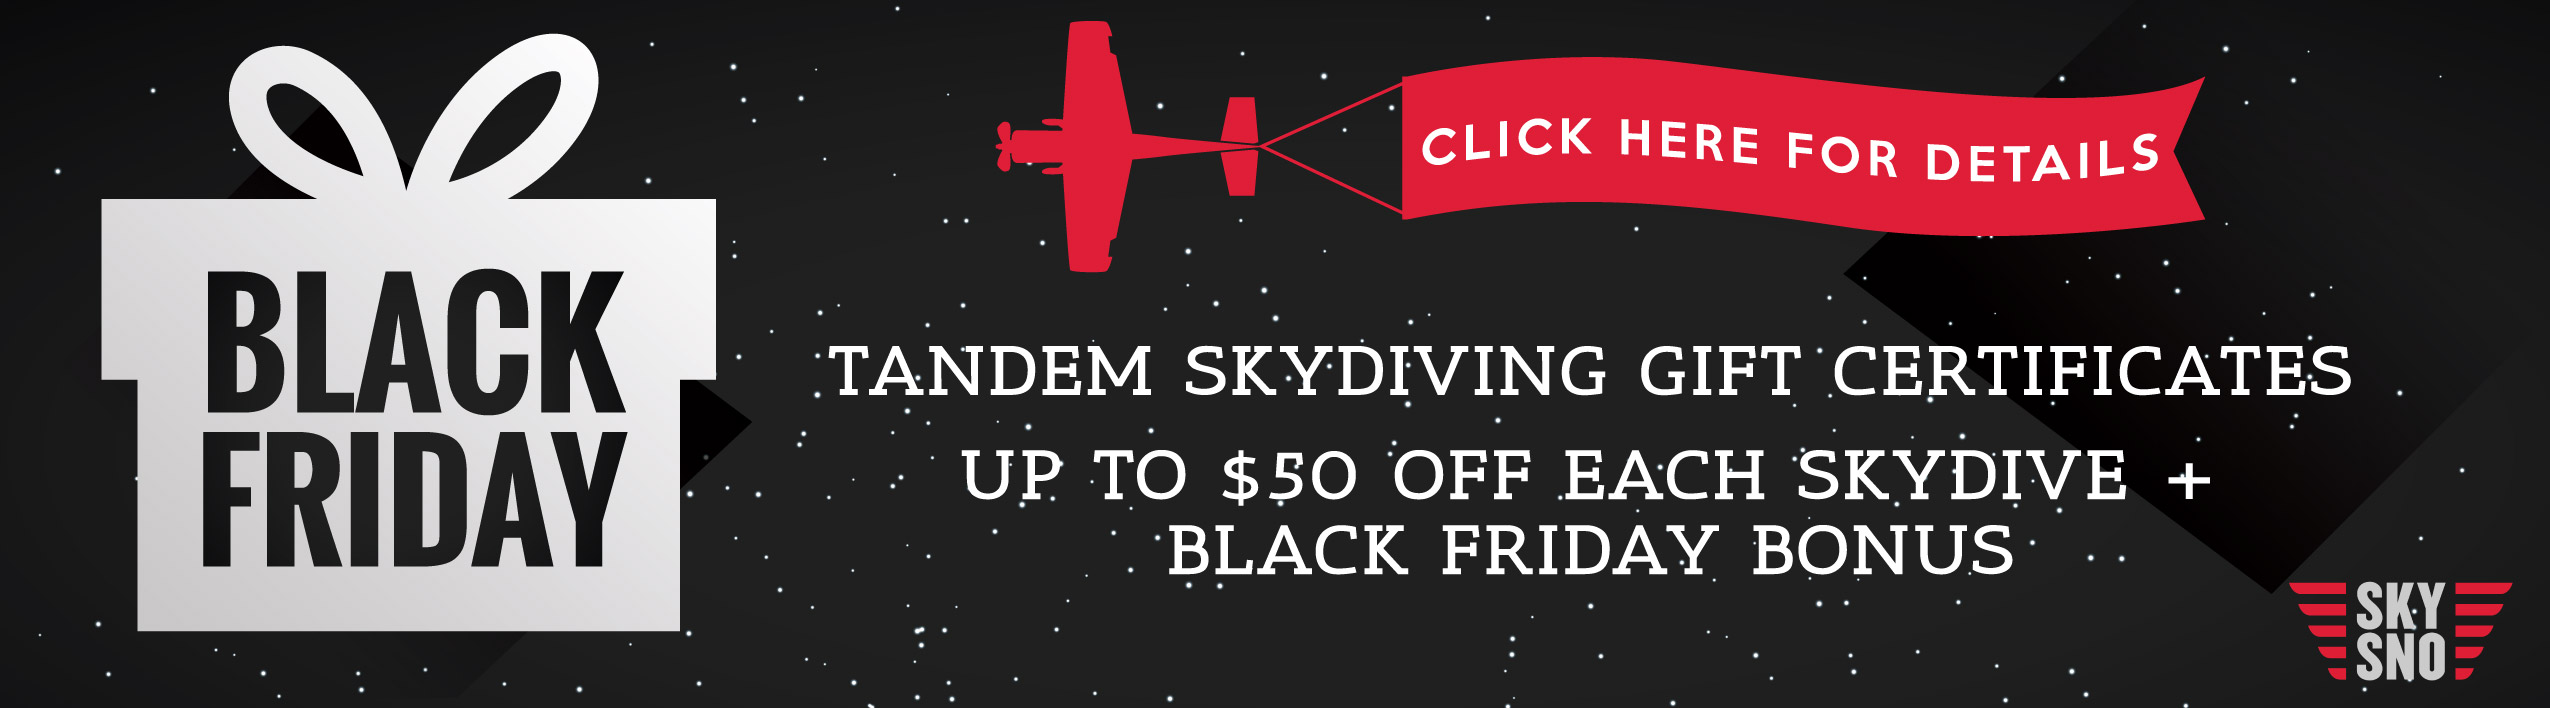 BLACK
FRIDAY
CLICK HERE FOR DETAILS
TANDEM SKYDIVING GIFT CERTIFICATES
UP TO $50 OFF EACH SKYDIVE +
BLACK FRIDAY BONUS
SKY
SNO